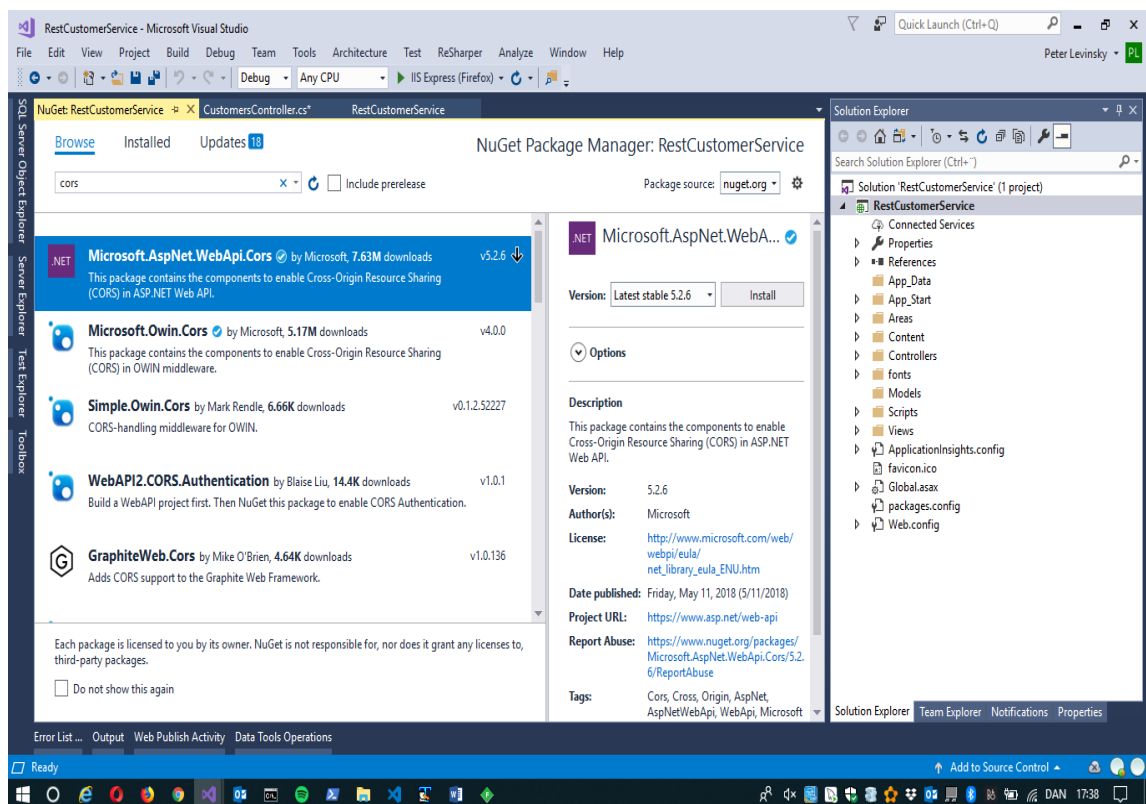 RestCustomerService - Microsoft Visual Studio
Quick Launch (Ctrl+Q)
File Edit View Project Build Debug Team Tools Architecture Test ReSharper Analyze Window Help
Peter Levinsky PL
Debug Any CPU IIS Express (Firefox)
SQL Server Object Explorer
Server Explorer
Test Explorer
Toolbox
NuGet: RestCustomerService CustomersController.cs* RestCustomerService
Browse Installed Updates 18
NuGet Package Manager: RestCustomerService
cors
Include prerelease
Package source: nuget.org
.NET
Microsoft.AspNet.WebApi.Cors by Microsoft, 7.63M downloads v5.2.6
This package contains the components to enable Cross-Origin Resource Sharing
(CORS) in ASP.NET Web API.
Microsoft.Owin.Cors by Microsoft, 5.17M downloads v4.0.0
This package contains the components to enable Cross-Origin Resource Sharing
(CORS) in OWIN middleware.
Simple.Owin.Cors by Mark Rendle, 6.66K downloads v0.1.2.52227
CORS-handling middleware for OWIN.
WebAPI2.CORS.Authentication by Blaise Liu, 14.4K downloads v1.0.1
Build a WebAPI project first. Then NuGet this package to enable CORS Authentication.
GraphiteWeb.Cors by Mike O'Brien, 4.64K downloads v1.0.136
Adds CORS support to the Graphite Web Framework.
Each package is licensed to you by its owner. NuGet is not responsible for, nor does it grant any licenses to,
third-party packages.
Do not show this again
.NET Microsoft.AspNet.WebA...
Version: Latest stable 5.2.6 Install
Options
Description
This package contains the components to enable
Cross-Origin Resource Sharing (CORS) in ASP.NET
Web API.
Version: 5.2.6
Author(s): Microsoft
License: http://www.microsoft.com/web/
webpi/eula/
net_library_eula_ENU.htm
Date published: Friday, May 11, 2018 (5/11/2018)
Project URL: https://www.asp.net/web-api
Report Abuse: https://www.nuget.org/packages/
Microsoft.AspNet.WebApi.Cors/5.2.
6/ReportAbuse
Tags: Cors, Cross, Origin, AspNet,
AspNetWebApi, WebApi, Microsoft
Solution Explorer
Search Solution Explorer (Ctrl+¨)
Solution 'RestCustomerService' (1 project)
RestCustomerService
Connected Services
Properties
References
App_Data
App_Start
Areas
Content
Controllers
fonts
Models
Scripts
Views
ApplicationInsights.config
favicon.ico
Global.asax
packages.config
Web.config
Solution Explorer Team Explorer Notifications Properties
Error List ... Output Web Publish Activity Data Tools Operations
Ready
Add to Source Control
DAN 17:38